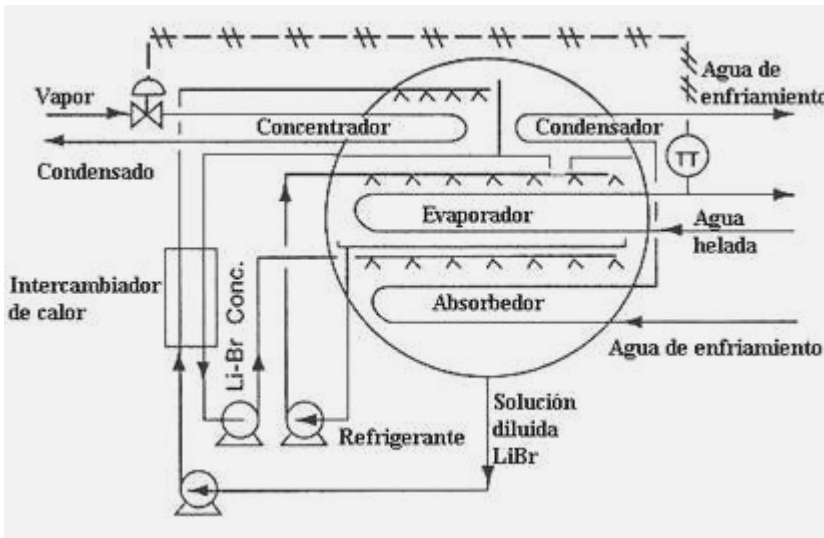 Vapor
Agua de
enfriamiento
Concentrador
Condensador
TT
Condensado
Evaporador
Agua
helada
Intercambiador
de calor
Li-Br Conc.
Absorbedor
Agua de enfriamiento
Solución
diluida
LiBr
Refrigerante